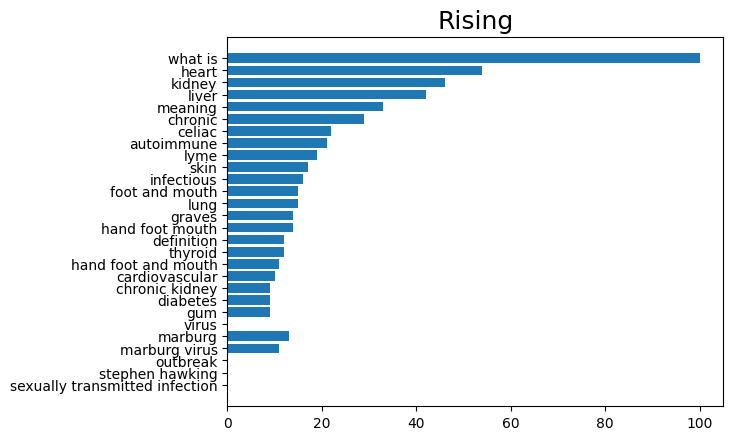 Rising
what is
heart
kidney
liver
meaning
chronic
celiac
autoimmune
lyme
skin
infectious
foot and mouth
lung
graves
hand foot mouth
definition
thyroid
hand foot and mouth
cardiovascular
chronic kidney
diabetes
gum
virus
marburg
marburg virus
outbreak
stephen hawking
sexually transmitted infection
0 20 40 60 80 100